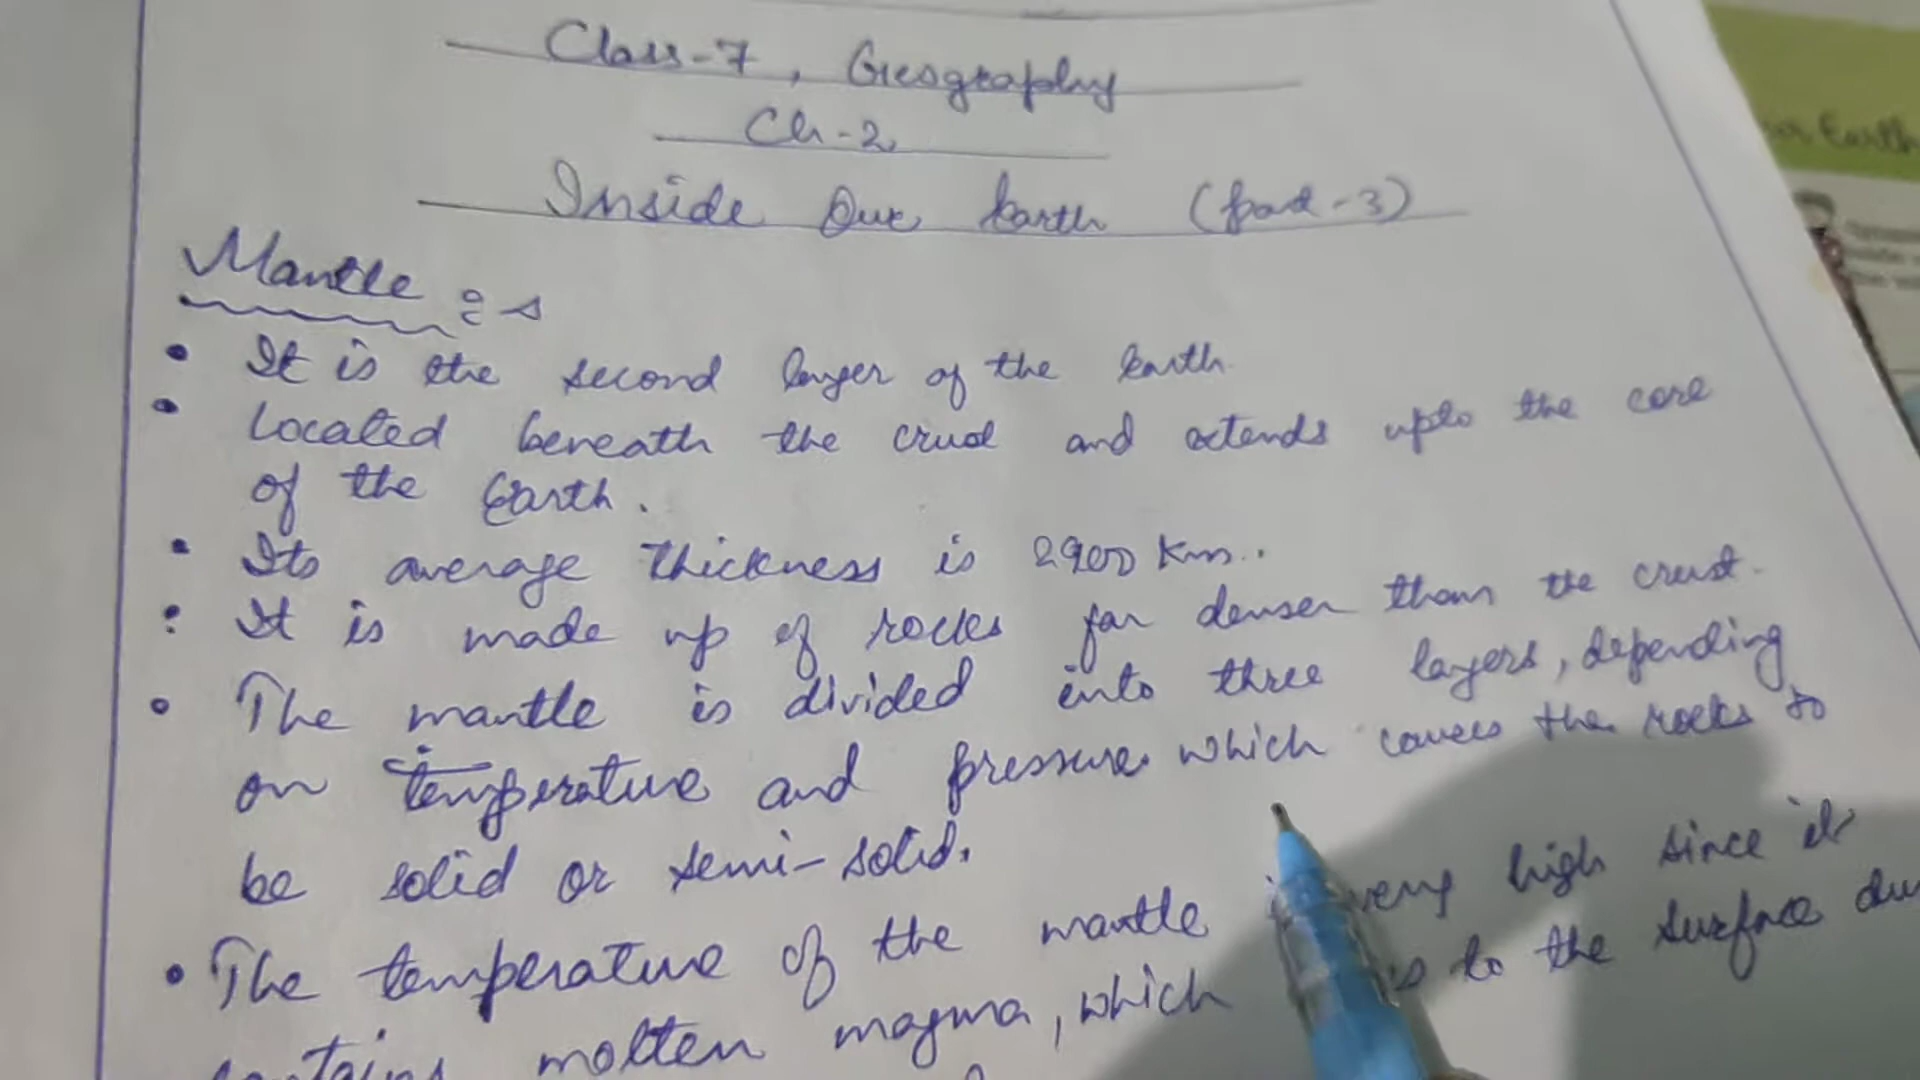 Class-7, Geography
Ch-2
Inside Our Earth (part-3)
Mantle :-
• It is the second layer of the Earth.
• Located beneath the crust and extends upto the core
of the Earth.
• Its average thickness is 2900 Km.
• It is made up of rocks far denser than the crust.
• The mantle is divided into three layers, depending
on temperature and pressure which causes the rocks to
be solid or semi-solid.
• The temperature of the mantle very high since it
contains molten magma, which to the surface
Earth